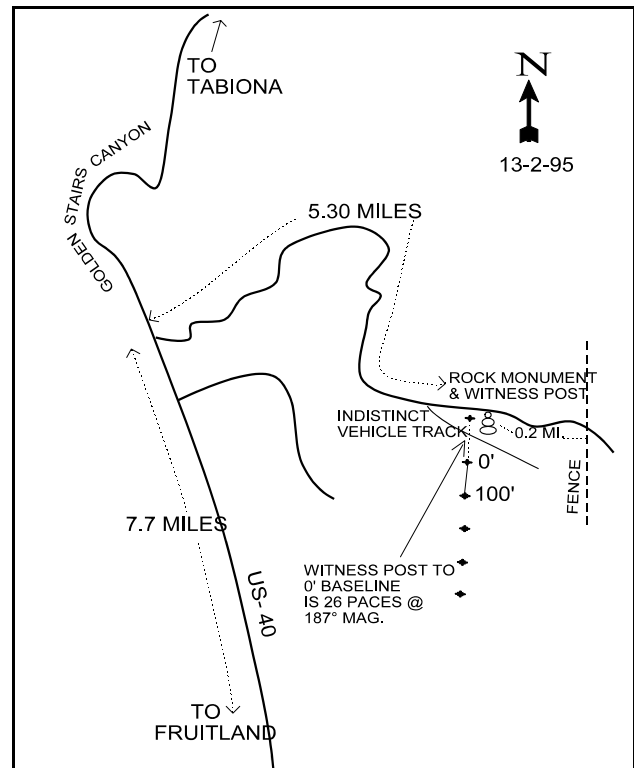 TO
TABIONA
N
13-2-95
GOLDEN STAIRS CANYON
5.30 MILES
ROCK MONUMENT
& WITNESS POST
INDISTINCT
VEHICLE TRACK
0.2 MI.
0'
100'
FENCE
7.7 MILES
WITNESS POST TO
0' BASELINE
IS 26 PACES @
187° MAG.
US- 40
TO
FRUITLAND